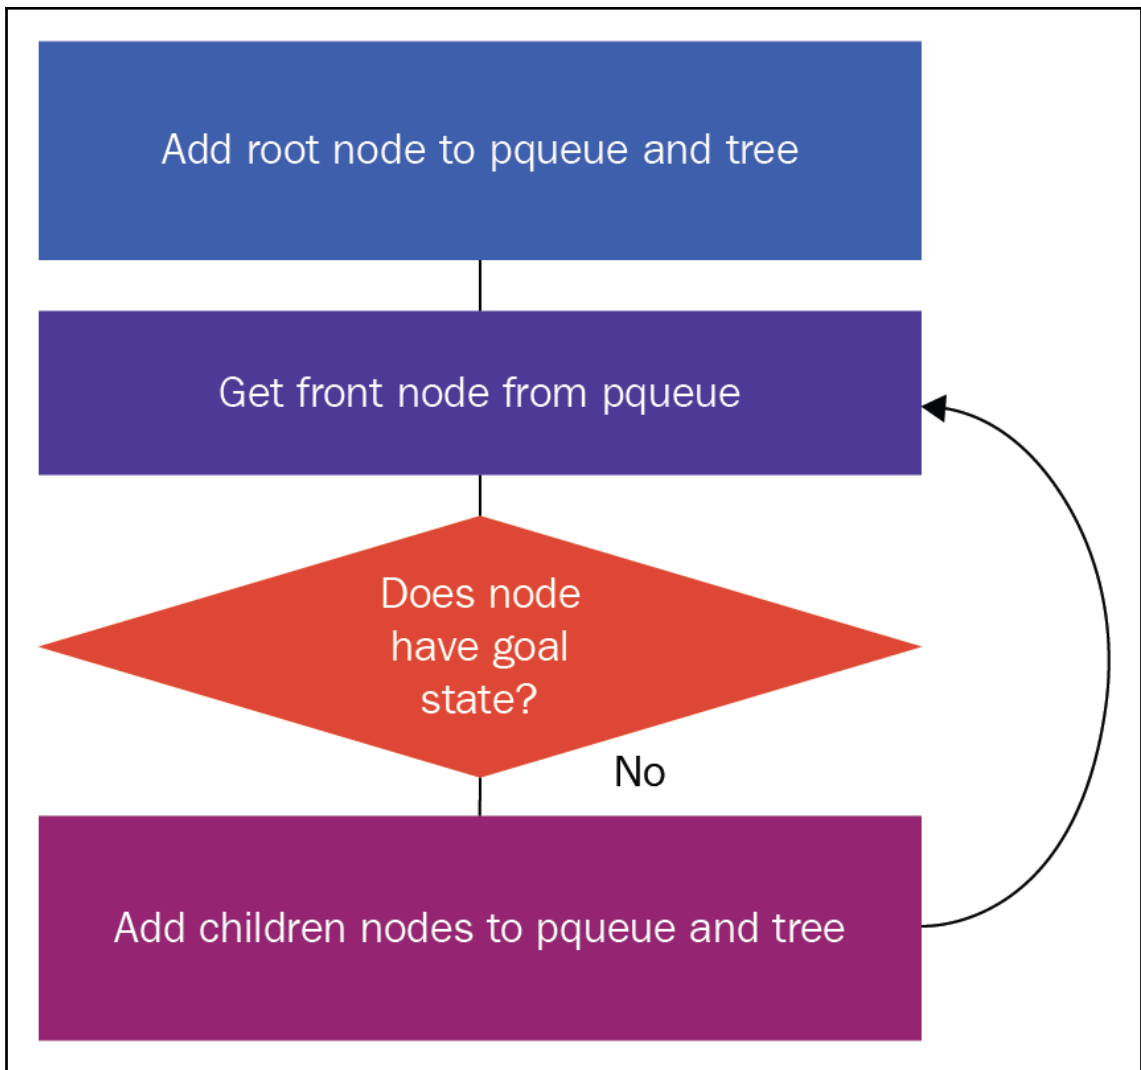 Add root node to pqueue and tree
Get front node from pqueue
Does node
have goal
state?
No
Add children nodes to pqueue and tree